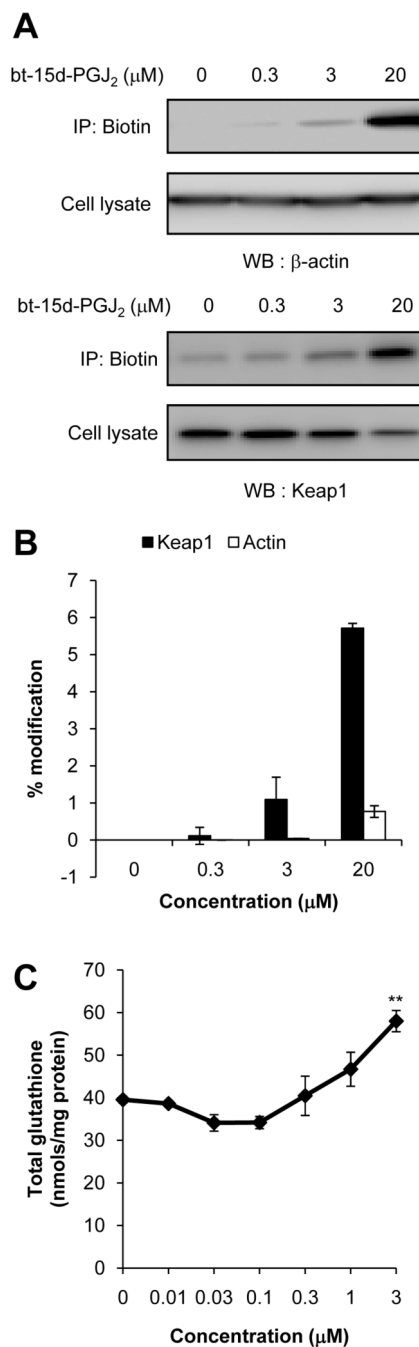 A
bt-15d-PGJ2 (μM) 0 0.3 3 20
IP: Biotin
Cell lysate
WB : β-actin
bt-15d-PGJ2 (μM) 0 0.3 3 20
IP: Biotin
Cell lysate
WB : Keap1
B
Keap1 Actin
7
6
5
4
3
2
1
0
-1
% modification
0 0.3 3 20
Concentration (μM)
C
70
60
50
40
30
20
10
0
Total glutathione
(nmols/mg protein)
**
0 0.01 0.03 0.1 0.3 1 3
Concentration (μM)